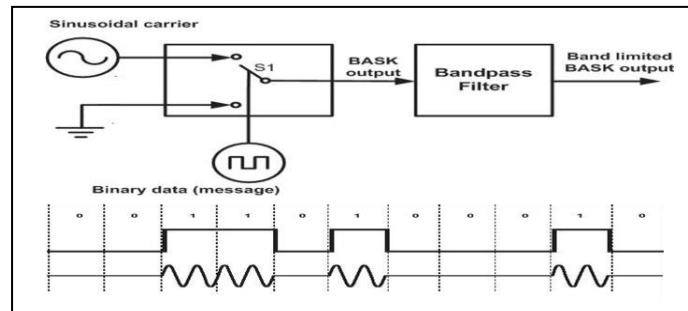 Sinusoidal carrier
S1
BASK
output
Bandpass
Filter
Band limited
BASK output
Binary data (message)
0 0 1 1 0 1 0 0 0 1 0